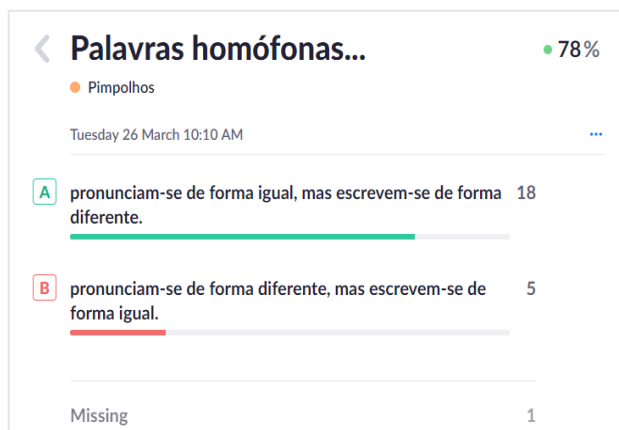 Palavras homófonas...
78%
Pimpolhos
Tuesday 26 March 10:10 AM
...
A pronunciam-se de forma igual, mas escrevem-se de forma 18
diferente.
B pronunciam-se de forma diferente, mas escrevem-se de 5
forma igual.
Missing 1